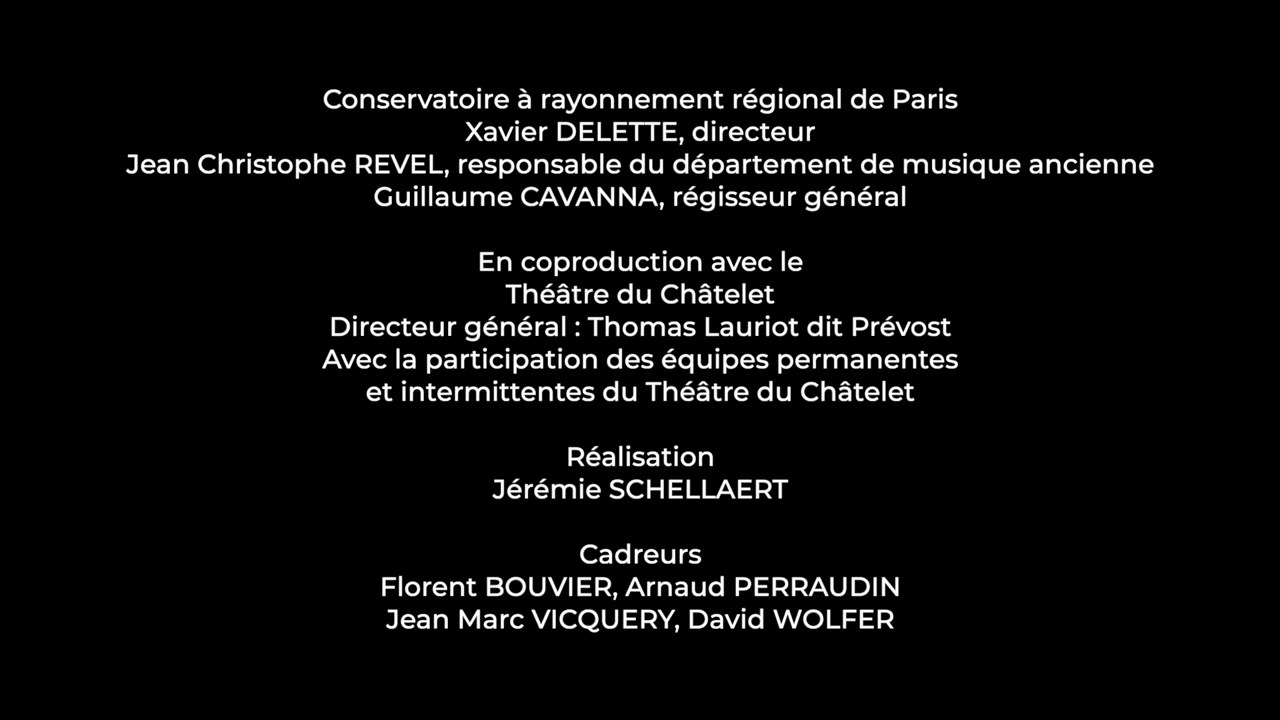 Conservatoire à rayonnement régional de Paris
Xavier DELETTE, directeur
Jean Christophe REVEL, responsable du département de musique ancienne
Guillaume CAVANNA, régisseur général
En coproduction avec le
Théâtre du Châtelet
Directeur général : Thomas Lauriot dit Prévost
Avec la participation des équipes permanentes
et intermittentes du Théâtre du Châtelet
Réalisation
Jérémie SCHELLAERT
Cadreurs
Florent BOUVIER, Arnaud PERRAUDIN
Jean Marc VICQUERY, David WOLFER